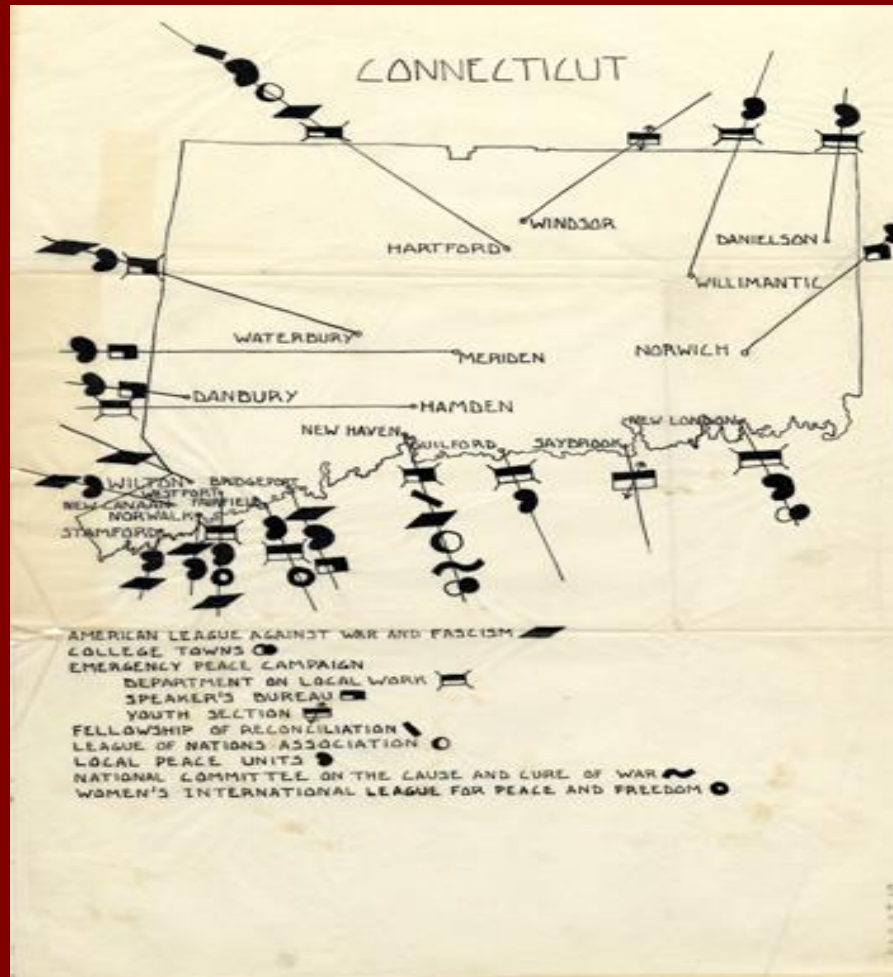 CONNECTICUT
WINDSOR
HARTFORD
DANIELSON
WILLIMANTIC
WATERBURY
MERIDEN
NORWICH
DANBURY
HAMDEN
NEW HAVEN
GUILFORD
SAYBROOK
NEW LONDON
WILTON
BRIDGEPORT
WESTPORT
NEW CANAAN
FAIRFIELD
NORWALK
STAMFORD
AMERICAN LEAGUE AGAINST WAR AND FASCISM
COLLEGE TOWNS
EMERGENCY PEACE CAMPAIGN
DEPARTMENT ON LOCAL WORK
SPEAKER'S BUREAU
YOUTH SECTION
FELLOWSHIP OF RECONCILIATION
LEAGUE OF NATIONS ASSOCIATION
LOCAL PEACE UNITS
NATIONAL COMMITTEE ON THE CAUSE AND CURE OF WAR
WOMEN'S INTERNATIONAL LEAGUE FOR PEACE AND FREEDOM